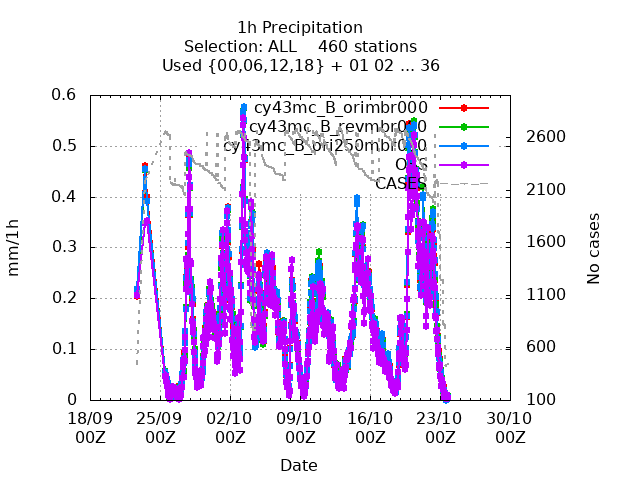 1h Precipitation
Selection: ALL    460 stations
Used {00,06,12,18} + 01 02 ... 36
0.6
0.5
0.4
0.3
0.2
0.1
0
mm/1h
cy43mc_B_orimbr000
cy43mc_B_revmbr000
cy43mc_B_ori250mbr000
OBS
CASES
2600
2100
1600
1100
600
100
No cases
18/09 25/09 02/10 09/10 16/10 23/10 30/10
00Z 00Z 00Z 00Z 00Z 00Z 00Z
Date